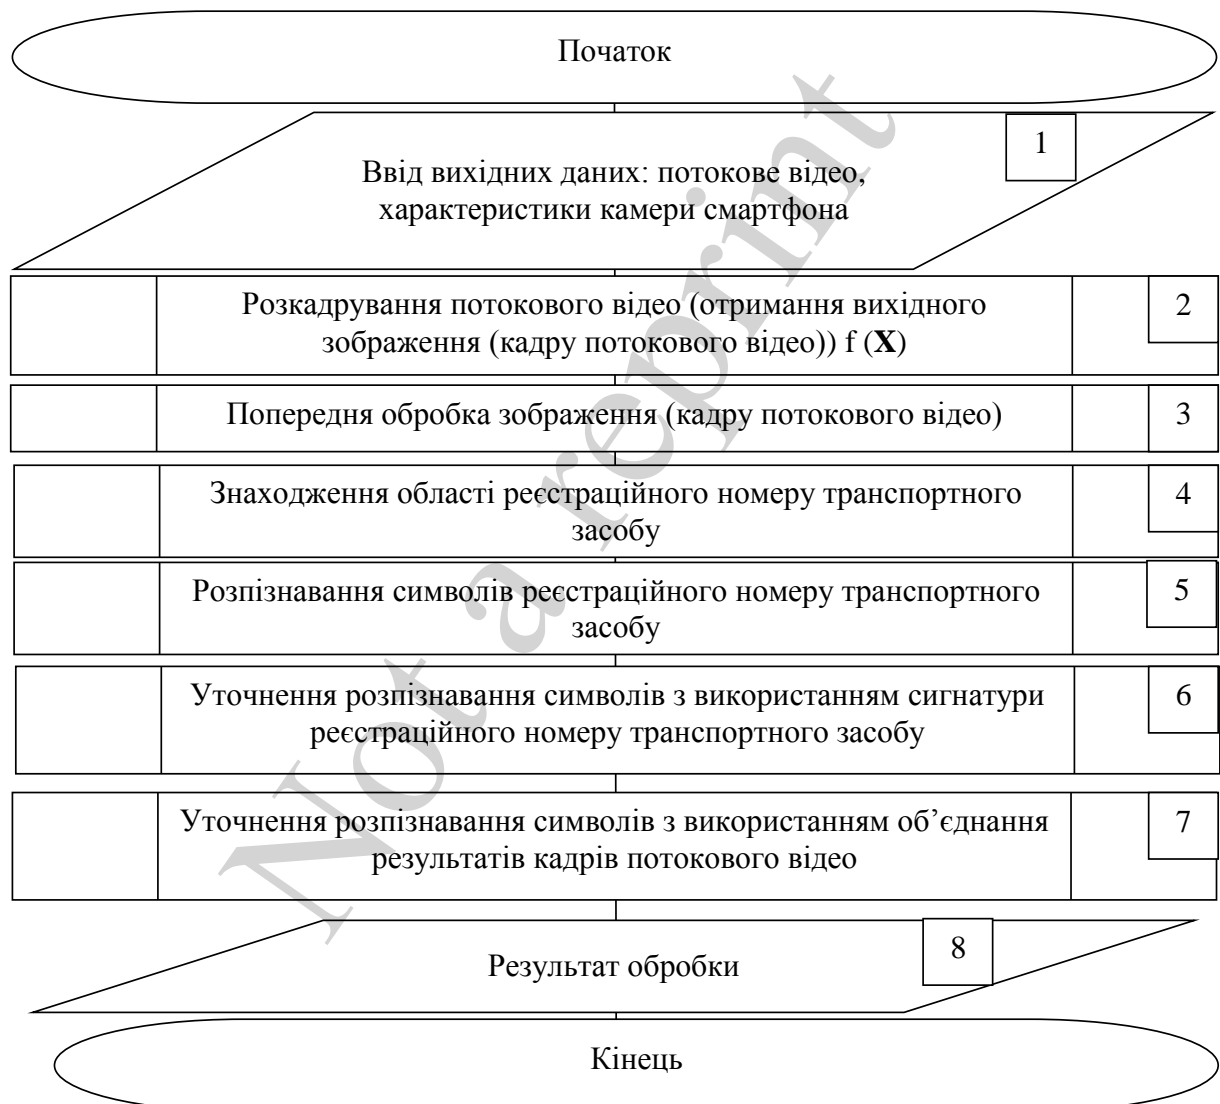 Початок
1
Ввід вихідних даних: потокове відео,
характеристики камери смартфона
2
Розкадрування потокового відео (отримання вихідного
зображення (кадру потокового відео)) f (X)
3
Попередня обробка зображення (кадру потокового відео)
4
Знаходження області реєстраційного номеру транспортного
засобу
5
Розпізнавання символів реєстраційного номеру транспортного
засобу
6
Уточнення розпізнавання символів з використанням сигнатури
реєстраційного номеру транспортного засобу
7
Уточнення розпізнавання символів з використанням об’єднання
результатів кадрів потокового відео
8
Результат обробки
Кінець
Not a reprint